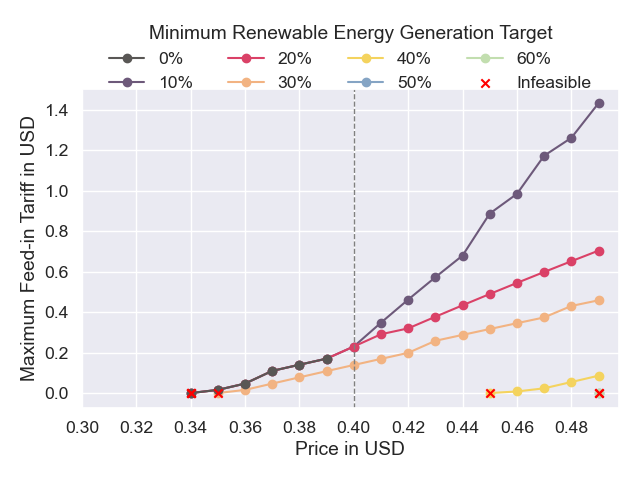 Minimum Renewable Energy Generation Target
0% 20% 40% 60%
10% 30% 50% Infeasible
1.4
1.2
1.0
0.8
0.6
0.4
0.2
0.0
Maximum Feed-in Tariff in USD
0.30 0.32 0.34 0.36 0.38 0.40 0.42 0.44 0.46 0.48
Price in USD